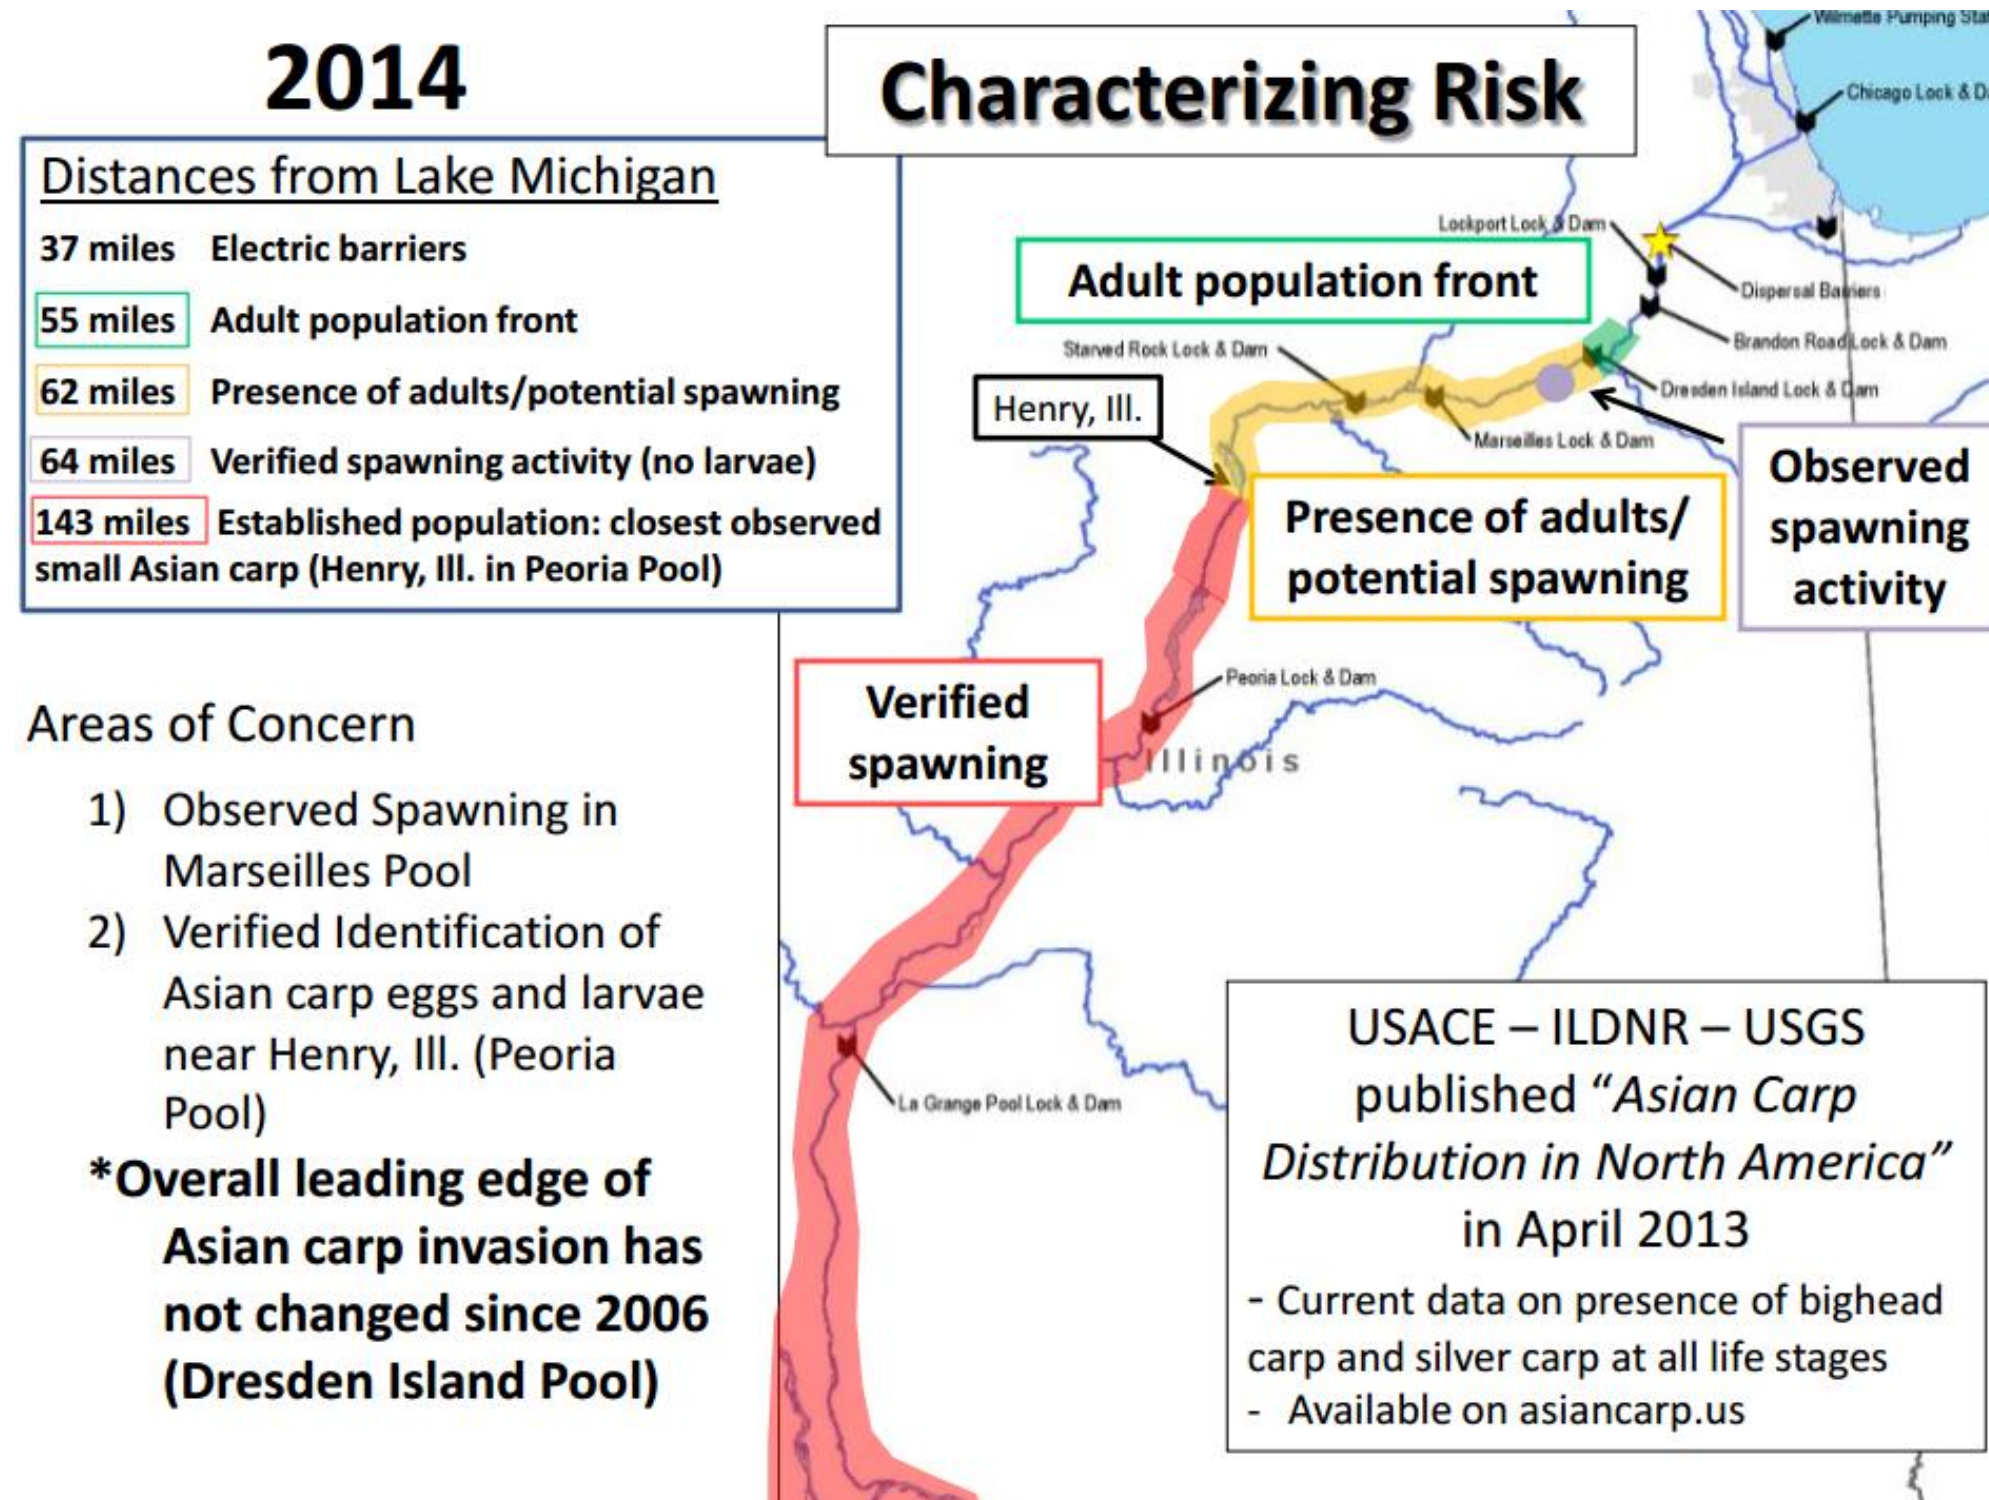 2014
Characterizing Risk
Distances from Lake Michigan
37 miles Electric barriers
55 miles Adult population front
62 miles Presence of adults/potential spawning
64 miles Verified spawning activity (no larvae)
143 miles Established population: closest observed
small Asian carp (Henry, Ill. in Peoria Pool)
Areas of Concern
1) Observed Spawning in
Marseilles Pool
2) Verified Identification of
Asian carp eggs and larvae
near Henry, Ill. (Peoria
Pool)
*Overall leading edge of
Asian carp invasion has
not changed since 2006
(Dresden Island Pool)
Wilmette Pumping
Chicago Lock &
Lockport Lock & Dam
Dispersal Barriers
Brandon Road Lock & Dam
Adult population front
Starved Rock Lock & Dam
Dresden Island Lock & Dam
Henry, Ill.
Marseilles Lock & Dam
Observed
spawning
activity
Presence of adults/
potential spawning
Verified
spawning
Peoria Lock & Dam
Illinois
La Grange Pool Lock & Dam
USACE – ILDNR – USGS
published “Asian Carp
Distribution in North America”
in April 2013
- Current data on presence of bighead
carp and silver carp at all life stages
- Available on asiancarp.us